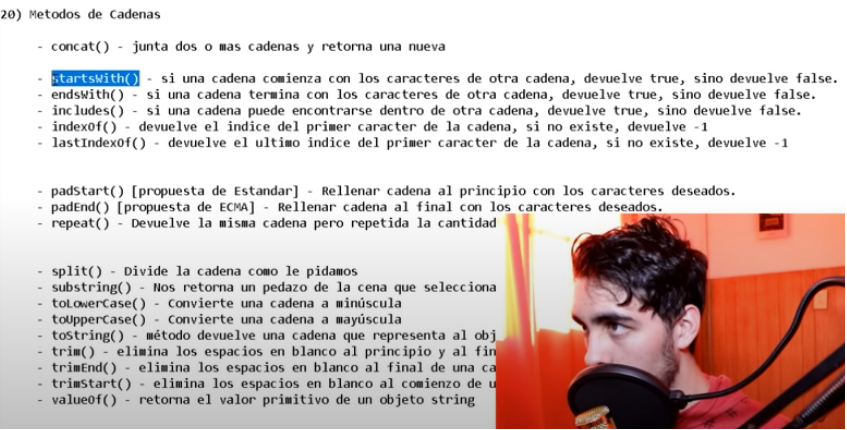 20) Metodos de Cadenas
- concat() - junta dos o mas cadenas y retorna una nueva
- startsWith() - si una cadena comienza con los caracteres de otra cadena, devuelve true, sino devuelve false.
- endsWith() - si una cadena termina con los caracteres de otra cadena, devuelve true, sino devuelve false.
- includes() - si una cadena puede encontrarse dentro de otra cadena, devuelve true, sino devuelve false.
- indexOf() - devuelve el indice del primer caracter de la cadena, si no existe, devuelve -1
- lastIndexOf() - devuelve el ultimo indice del primer caracter de la cadena, si no existe, devuelve -1
- padStart() [propuesta de Estandar] - Rellenar cadena al principio con los caracteres deseados.
- padEnd() [propuesta de ECMA] - Rellenar cadena al final con los caracteres deseados.
- repeat() - Devuelve la misma cadena pero repetida la cantidad
- split() - Divide la cadena como le pidamos
- substring() - Nos retorna un pedazo de la cena que selecciona
- toLowerCase() - Convierte una cadena a minúscula
- toUpperCase() - Convierte una cadena a mayúscula
- toString() - método devuelve una cadena que representa al obj
- trim() - elimina los espacios en blanco al principio y al fin
- trimEnd() - elimina los espacios en blanco al final de una ca
- trimStart() - elimina los espacios en blanco al comienzo de u
- valueOf() - retorna el valor primitivo de un objeto string